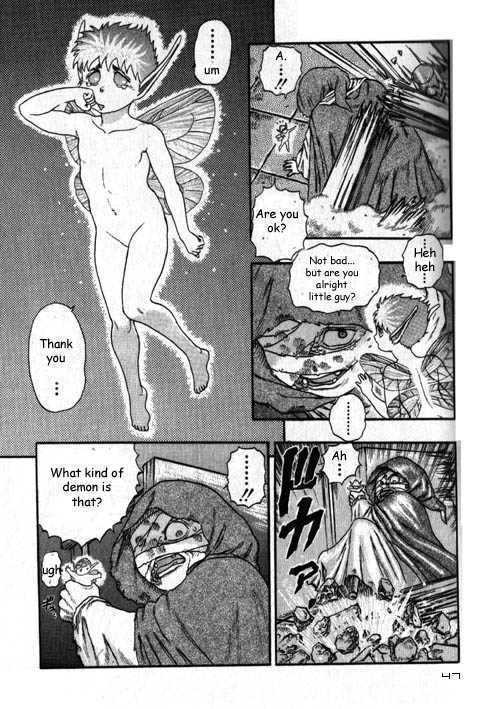 A.
....!!
Are you
ok?
Heh
heh
Not bad...
but are you
alright
little guy?
........
........
um
Thank
you
...
Ah
...
ドカァ
....!!
What kind of
demon is
that?
ugh
47